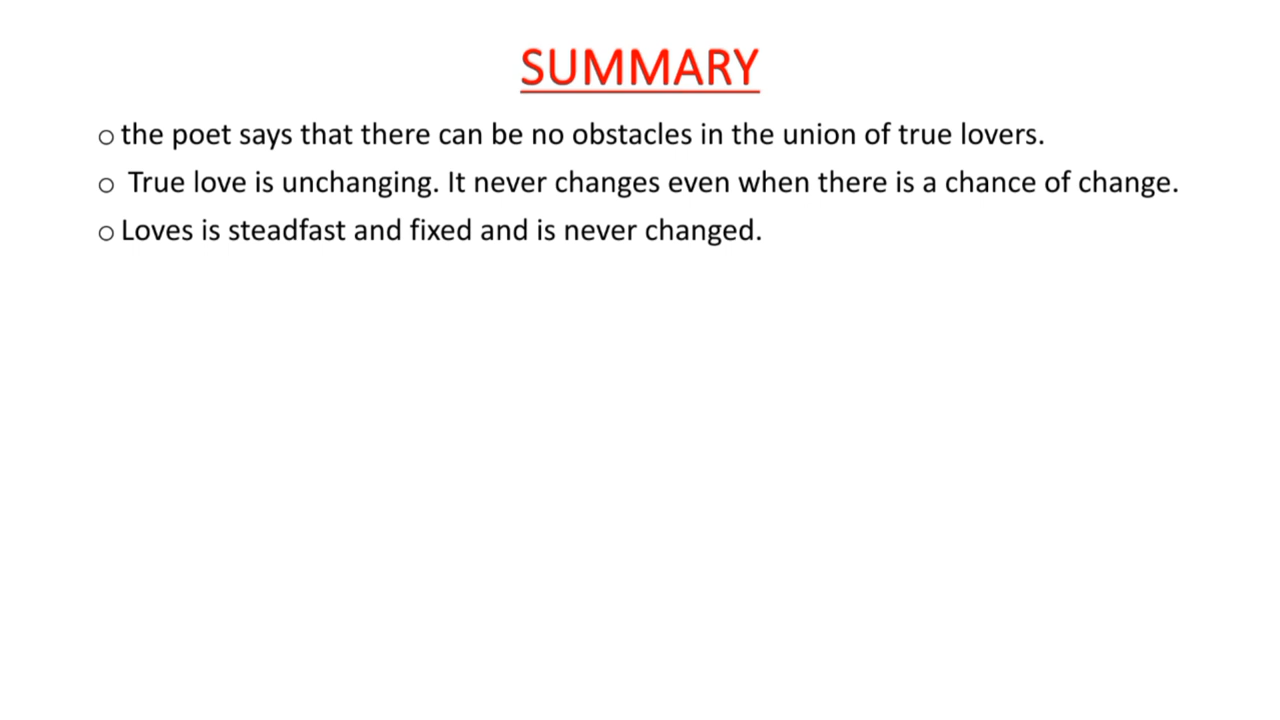 SUMMARY
o the poet says that there can be no obstacles in the union of true lovers.
o True love is unchanging. It never changes even when there is a chance of change.
o Loves is steadfast and fixed and is never changed.